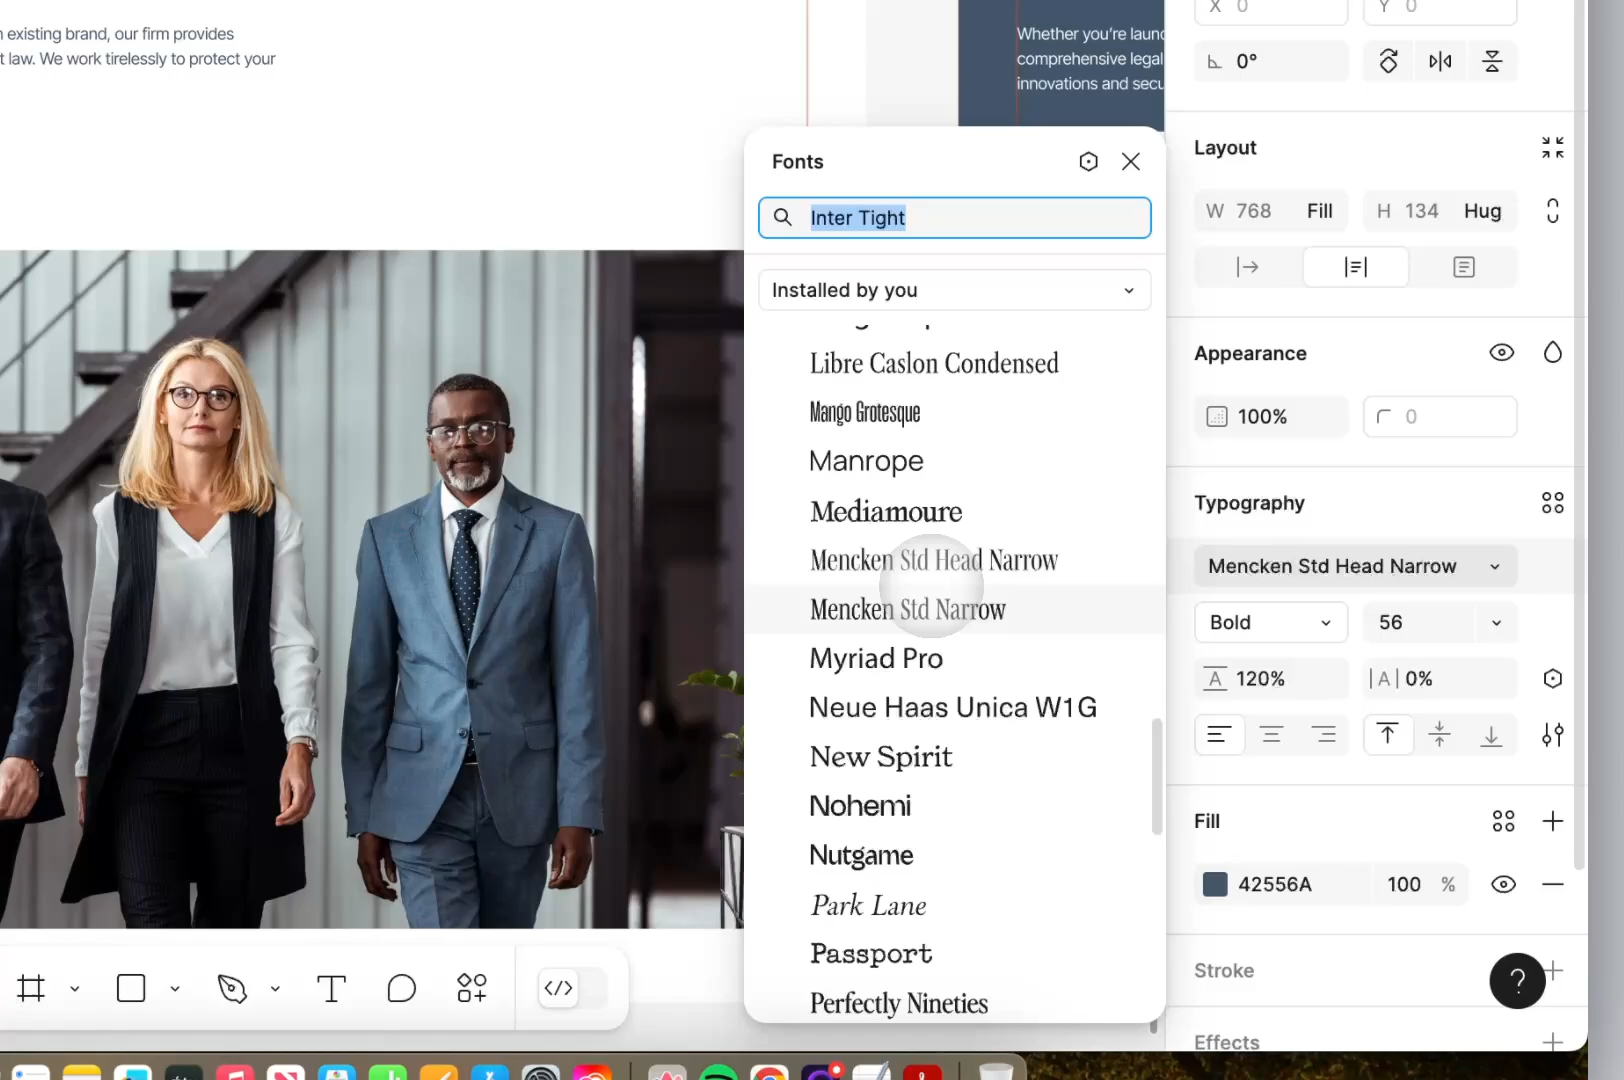 existing brand, our firm provides
t law. We work tirelessly to protect your
Whether you're
comprehensive legal
innovations and
Fonts
Inter Tight
Installed by you
Libre Caslon Condensed
Mango Grotesque
Manrope
Mediamoure
Mencken Std Head Narrow
Mencken Std Narrow
Myriad Pro
Neue Haas Unica W1G
New Spirit
Nohemi
Nutgame
Park Lane
Passport
Perfectly Nineties
X 0
Y 0
0°
Layout
W 768 Fill
H 134 Hug
Appearance
100%
0
Typography
Mencken Std Head Narrow
Bold
56
A 120%
|A| 0%
Fill
42556A
100 %
Stroke
?
Effects